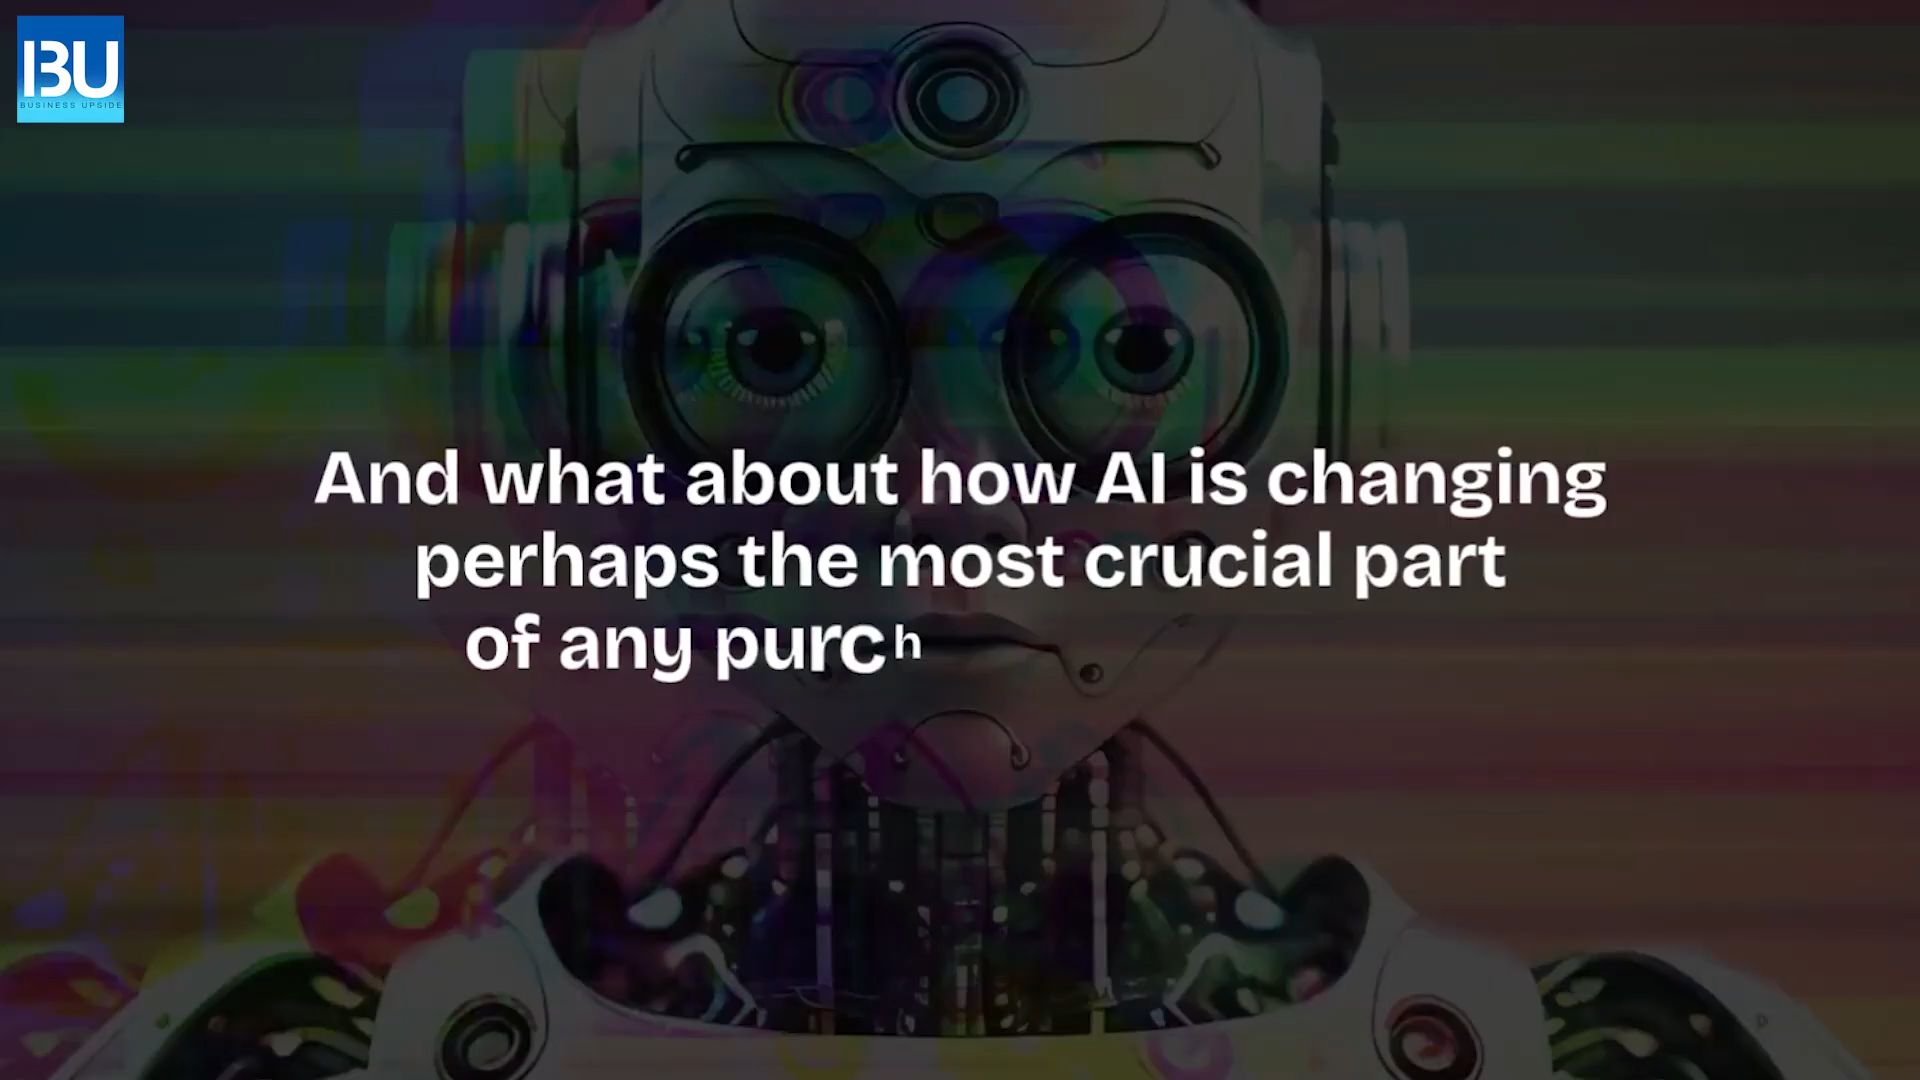 BU
BUSINESS UPSIDE
And what about how AI is changing
perhaps the most crucial part
of any purch